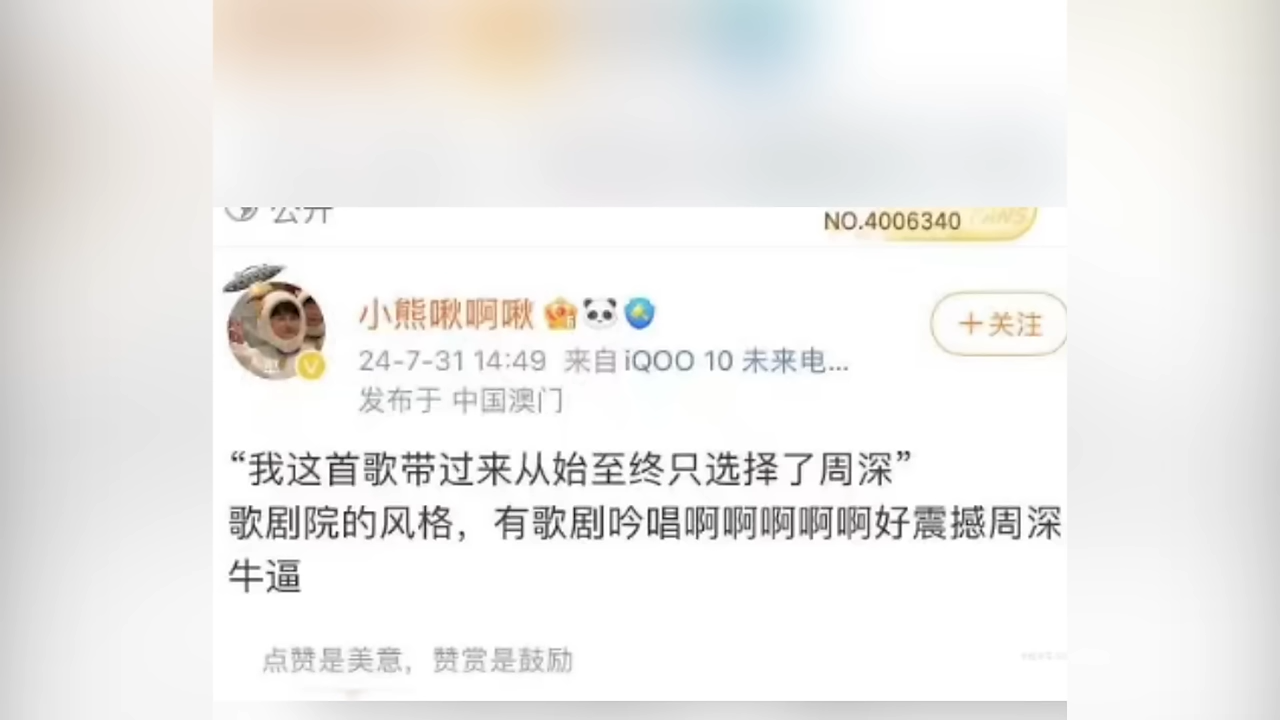 公开
NO.4006340
FANS
小熊啾啊啾
+关注
24-7-31 14:49 来自 iQOO 10 未来电...
发布于 中国澳门
“我这首歌带过来从始至终只选择了周深”
歌剧院的风格，有歌剧吟唱啊啊啊啊啊好震撼周深
牛逼
点赞是美意，赞赏是鼓励